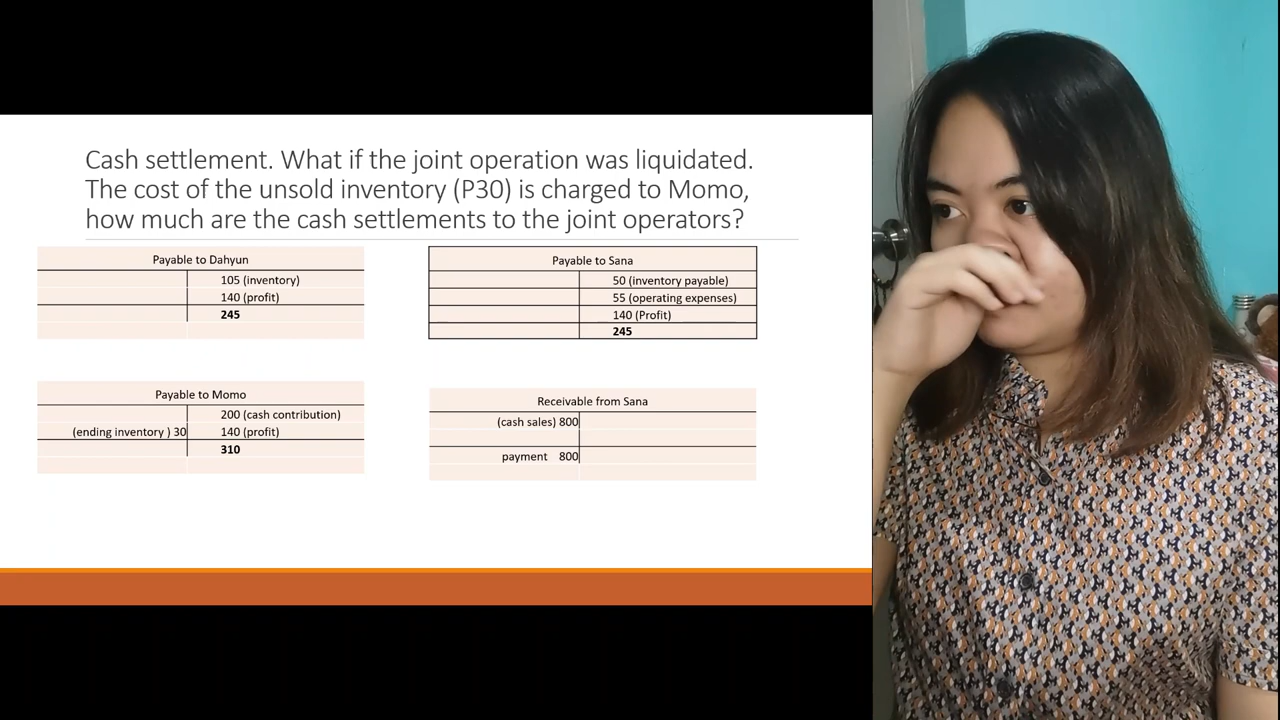 Cash settlement. What if the joint operation was liquidated.
The cost of the unsold inventory (P30) is charged to Momo,
how much are the cash settlements to the joint operators?
Payable to Dahyun
105 (inventory)
140 (profit)
245
Payable to Sana
50 (inventory payable)
55 (operating expenses)
140 (Profit)
245
Payable to Momo
200 (cash contribution)
(ending inventory ) 30 140 (profit)
310
Receivable from Sana
(cash sales) 800
payment 800